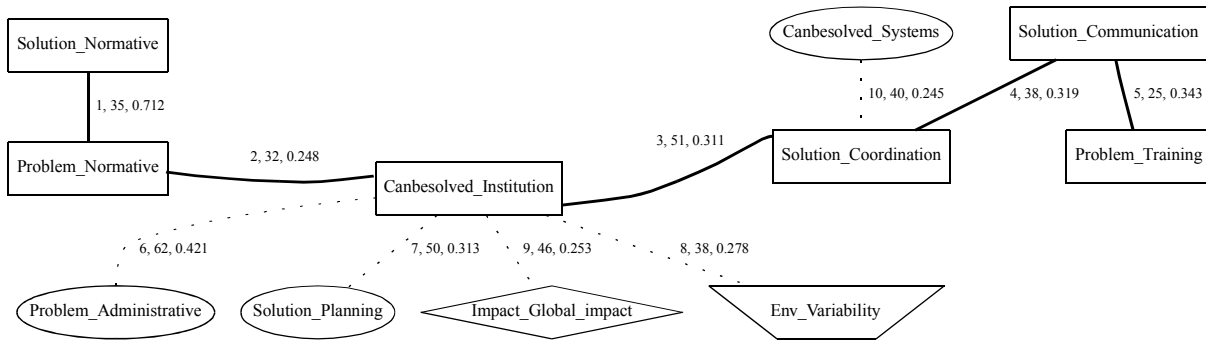 Solution_Normative
Canbesolved_Systems
Solution_Communication
1, 35, 0.712
10, 40, 0.245
4, 38, 0.319
5, 25, 0.343
Problem_Normative
2, 32, 0.248
3, 51, 0.311
Solution_Coordination
Problem_Training
Canbesolved_Institution
6, 62, 0.421
7, 50, 0.313
9, 46, 0.253
8, 38, 0.278
Problem_Administrative
Solution_Planning
Impact_Global_impact
Env_Variability